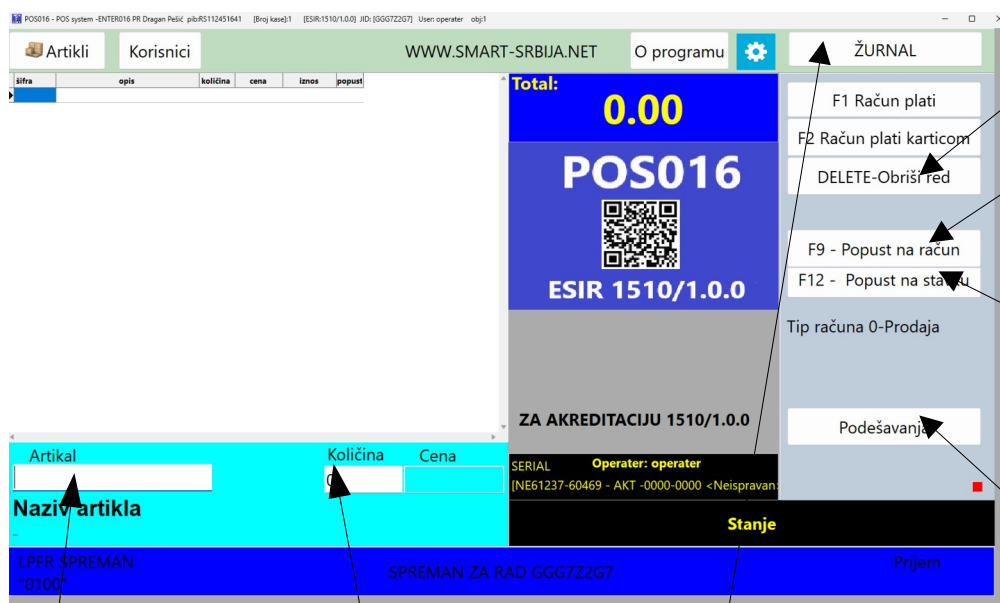 POS016 - POS system -ENTER016 PR Dragan Pešić pib:RS112451641 [Broj kase]:1 [ESIR:1510/1.0.0] JID: [GGG7Z2G7] User: operater obj:1
Artikli Korisnici WWW.SMART-SRBIJA.NET O programu ŽURNAL
šifra opis količina cena iznos popust
Total:
0.00
POS016
ESIR 1510/1.0.0
ZA AKREDITACIJU 1510/1.0.0
F1 Račun plati
F2 Račun plati karticom
DELETE-Obriši red
F9 - Popust na račun
F12 - Popust na stavku
Tip računa 0-Prodaja
Podešavanja
Artikal Količina Cena
0
Naziv artikla
..
SERIAL Operater: operater
[NE61237-60469 - AKT -0000-0000 <Neispravan:
Stanje
LPFR SPREMAN
"0100"
SPREMAN ZA RAD GGG7Z2G7
Prijem